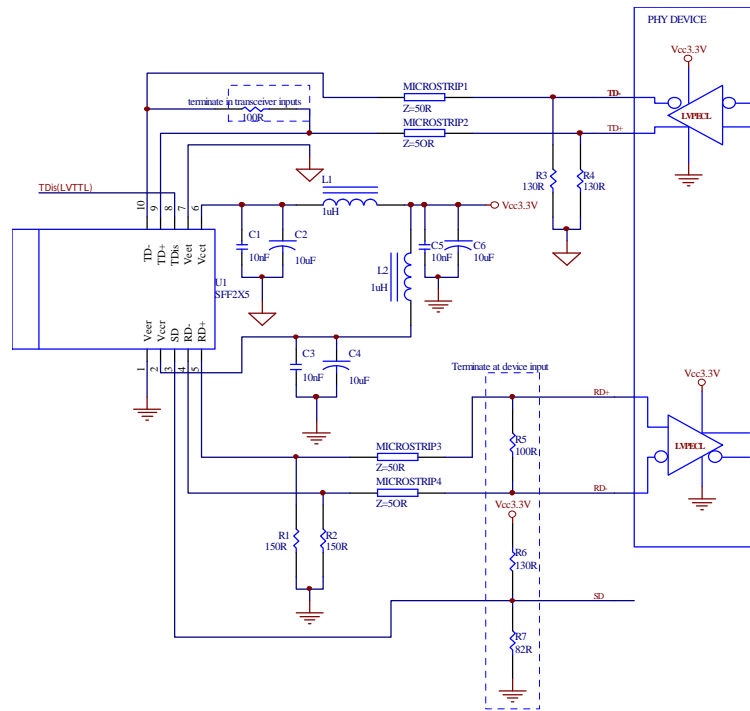 PHY DEVICE
Vcc3.3V
MICROSTRIP1
TD-
terminate in transceiver inputs
100R
Z=50R
MICROSTRIP2
TD+
LVPECL
Z=5OR
R3
130R
R4
130R
TDis(LVTTL)
10
9
8
7
6
L1
1uH
Vcc3.3V
TD-
TD+
TDis
Veet
Vcct
C1
10nF
C2
10uF
C5
10nF
C6
10uF
L2
1uH
U1
SFF2X5
Veer
Vccr
SD
RD-
RD+
1
2
3
4
5
C3
10nF
C4
10uF
Terminate at device input
Vcc3.3V
RD+
MICROSTRIP3
Z=50R
R5
100R
LVPECL
MICROSTRIP4
Z=5OR
RD-
Vcc3.3V
R1
150R
R2
150R
R6
130R
SD
R7
82R